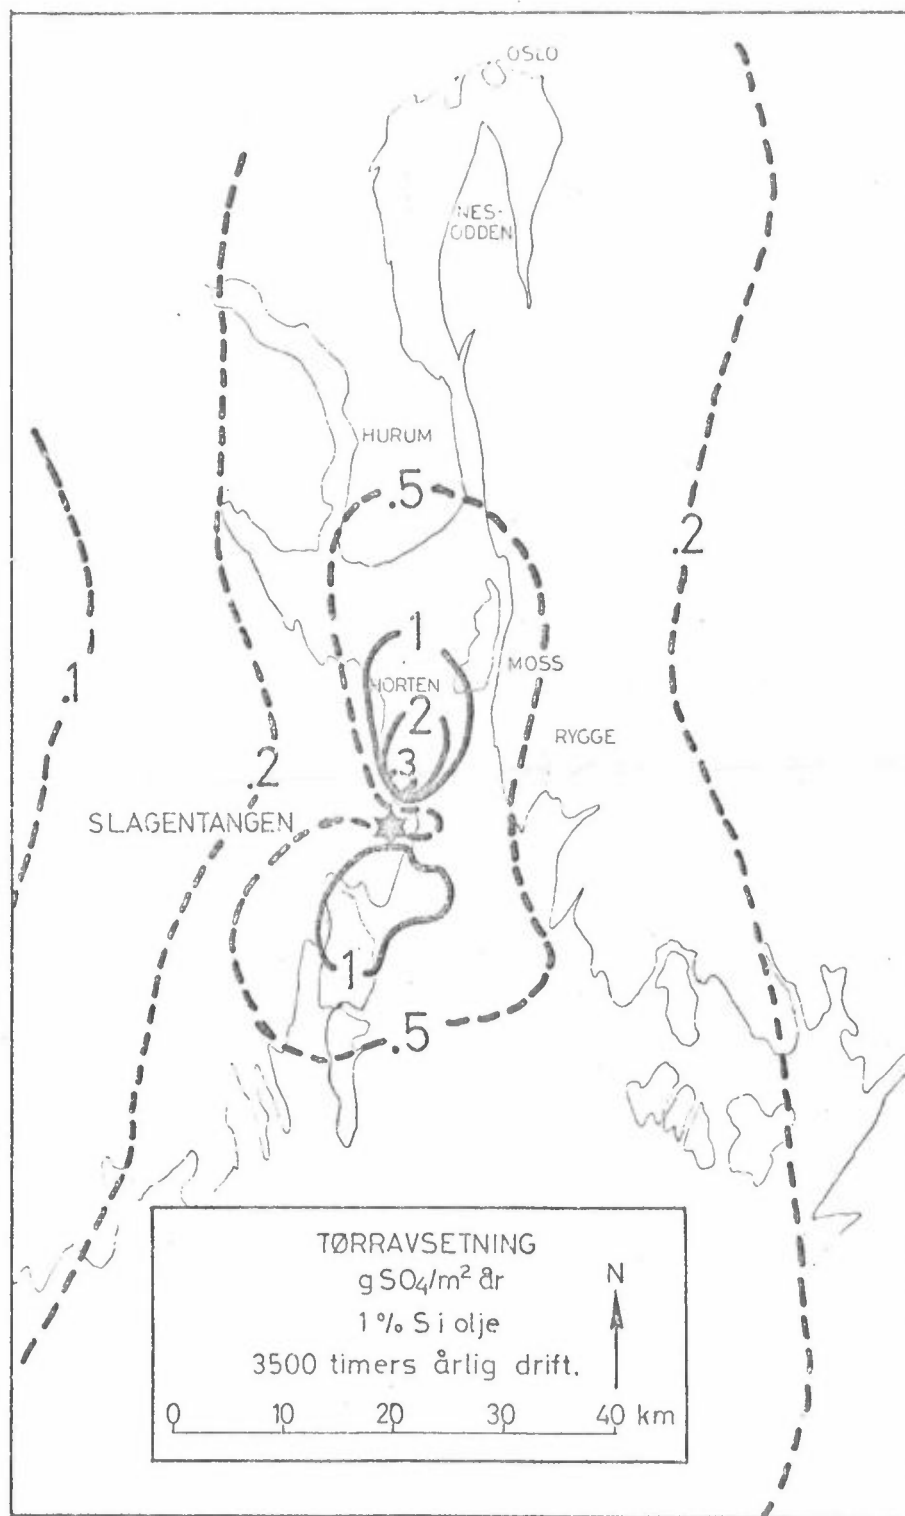 OSLO
NES-
ODDEN
HURUM
.5
.2
1
MOSS
HORTEN
.1
2
RYGGE
.2
3
SLAGENTANGEN
1
.5
TØRRAVSETNING
g SO₄/m² år
N
1 % S i olje
3500 timers årlig drift.
0 10 20 40 km